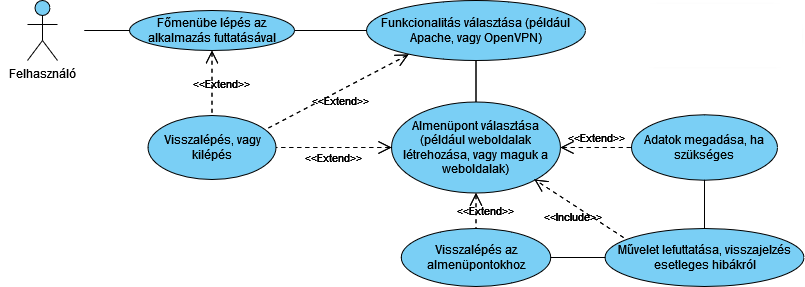 Felhasználó
Főmenübe lépés az
alkalmazás futtatásával
Funkcionalitás választása (például
Apache, vagy OpenVPN)
<<Extend>>
<<Extend>>
Visszalépés, vagy
kilépés
<<Extend>>
Almenüpont választása
(például weboldalak
létrehozása, vagy maguk a
weboldalak)
<<Extend>>
Adatok megadása, ha
szükséges
<<Extend>>
<<Include>>
Visszalépés az
almenüpontokhoz
Művelet lefuttatása, visszajelzés
esetleges hibákról